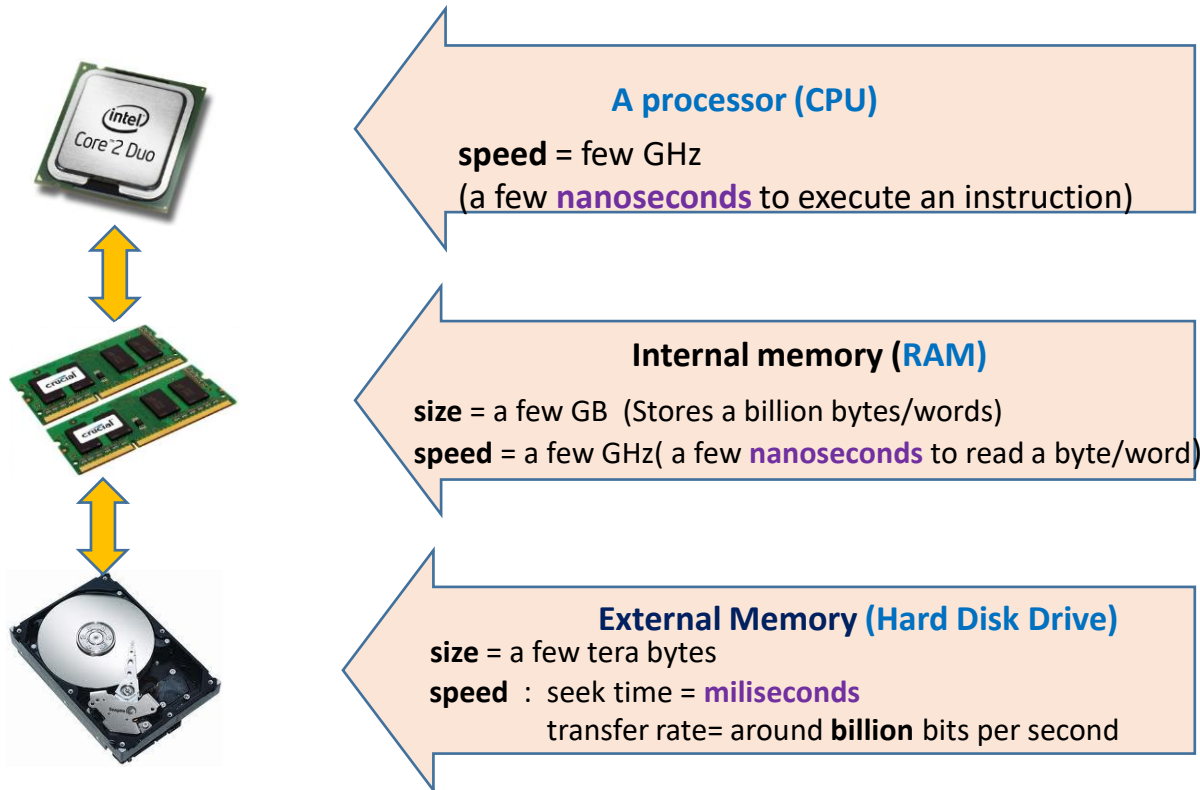 A processor (CPU)
speed = few GHz
(a few nanoseconds to execute an instruction)
intel
Core™2 Duo
Internal memory (RAM)
size = a few GB (Stores a billion bytes/words)
speed = a few GHz( a few nanoseconds to read a byte/word)
crucial
crucial
External Memory (Hard Disk Drive)
size = a few tera bytes
speed : seek time = miliseconds
transfer rate= around billion bits per second